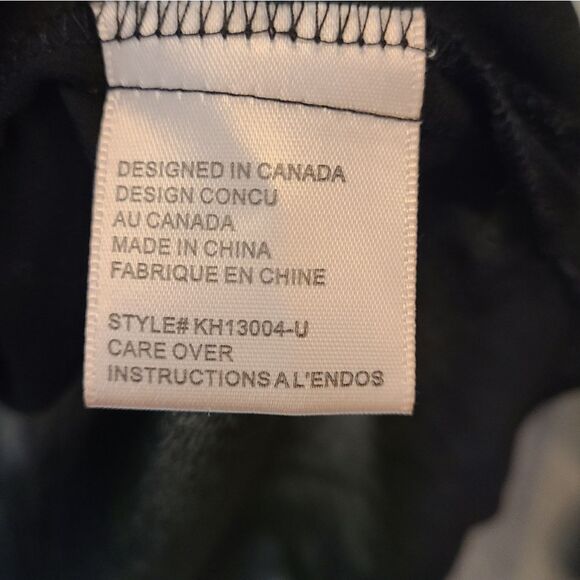 DESIGNED IN CANADA
DESIGN CONCU
AU CANADA
MADE IN CHINA
FABRIQUE EN CHINE
STYLE# KH13004-U
CARE OVER
INSTRUCTIONS A L'ENDOS